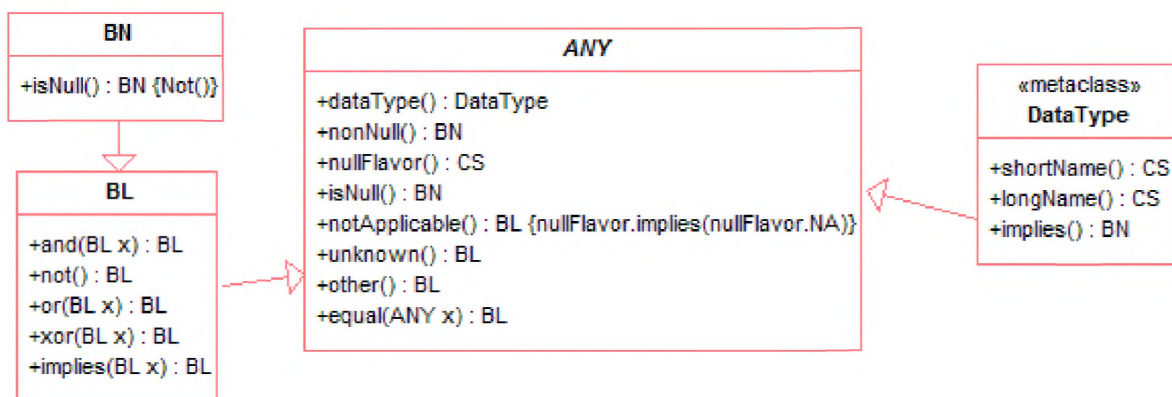 BN
+isNull() : BN {Not()}
BL
+and(BL x) : BL
+not() : BL
+or(BL x) : BL
+xor(BL x) : BL
+implies(BL x) : BL
ANY
+dataType() : DataType
+nonNull() : BN
+nullFlavor() : CS
+isNull() : BN
+notApplicable() : BL {nullFlavor.implies(nullFlavor.NA)}
+unknown() : BL
+other() : BL
+equal(ANY x) : BL
«metaclass»
DataType
+shortName() : CS
+longName() : CS
+implies() : BN